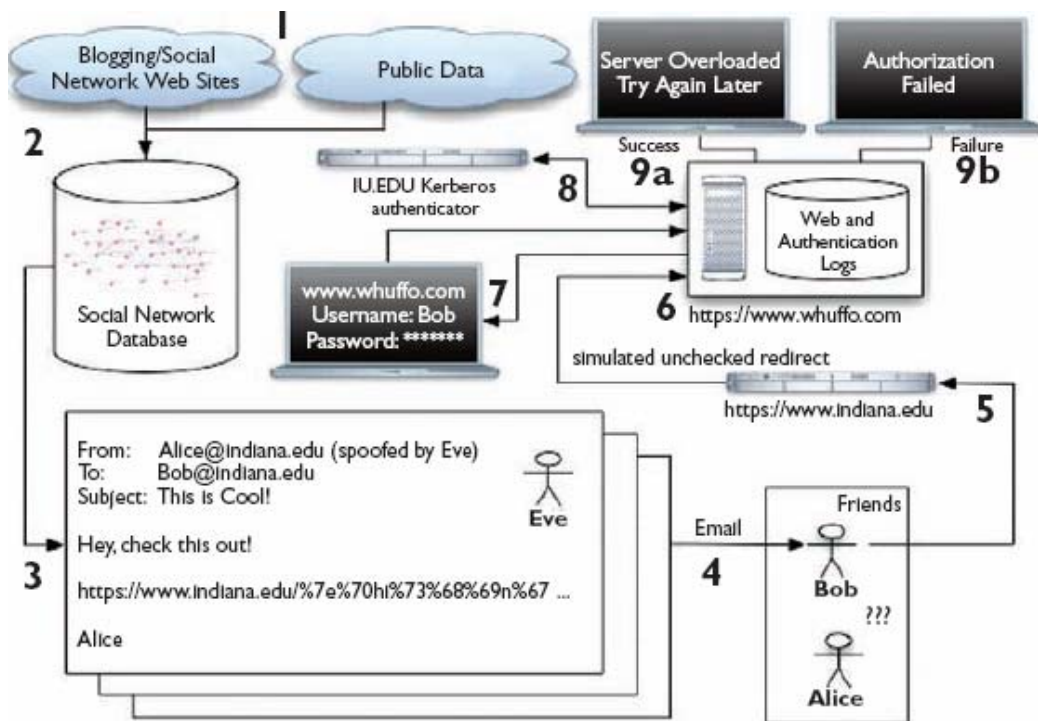 1
Blogging/Social
Network Web Sites
Public Data
Server Overloaded
Try Again Later
Authorization
Failed
2
Success
9a
Failure
9b
IU.EDU Kerberos
authenticator
8
Web and
Authentication
Logs
Social Network
Database
www.whuffo.com
Username: Bob
Password: *******
7
6
https://www.whuffo.com
simulated unchecked redirect
https://www.indiana.edu
5
From: Alice@indiana.edu (spoofed by Eve)
To: Bob@indiana.edu
Subject: This is Cool!
Eve
Hey, check this out!
3
https://www.indiana.edu/%7e%70hi%73%68%69n%67 ...
Alice
Email
4
Friends
Bob
???
Alice